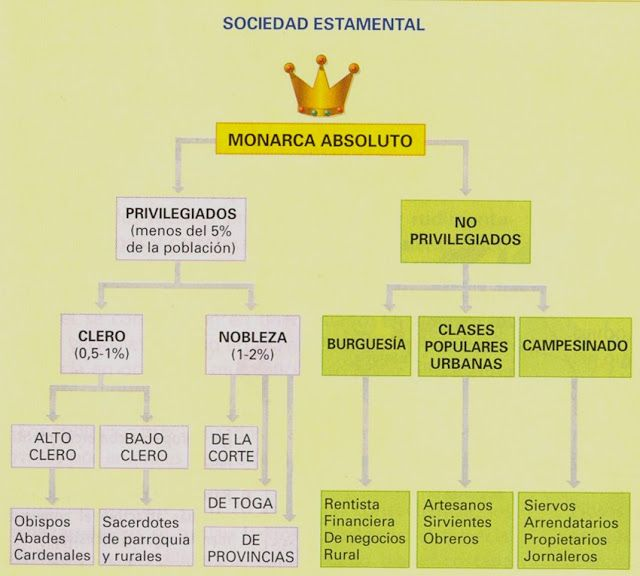 SOCIEDAD ESTAMENTAL
MONARCA ABSOLUTO
PRIVILEGIADOS
(menos del 5%
de la población)
NO
PRIVILEGIADOS
CLERO
(0,5-1%)
NOBLEZA
(1-2%)
BURGUESÍA
CLASES
POPULARES
URBANAS
CAMPESINADO
ALTO
CLERO
BAJO
CLERO
DE LA
CORTE
DE TOGA
DE
PROVINCIAS
Obispos
Abades
Cardenales
Sacerdotes
de parroquia
y rurales
Rentista
Financiera
De negocios
Rural
Artesanos
Sirvientes
Obreros
Siervos
Arrendatarios
Propietarios
Jornaleros